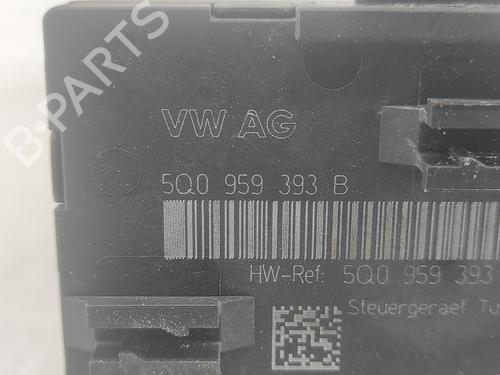 B-PARTS
VW AG
5Q0 959 393 B
HW-Ref: 5Q0 959 393
Steuergeraet Tu